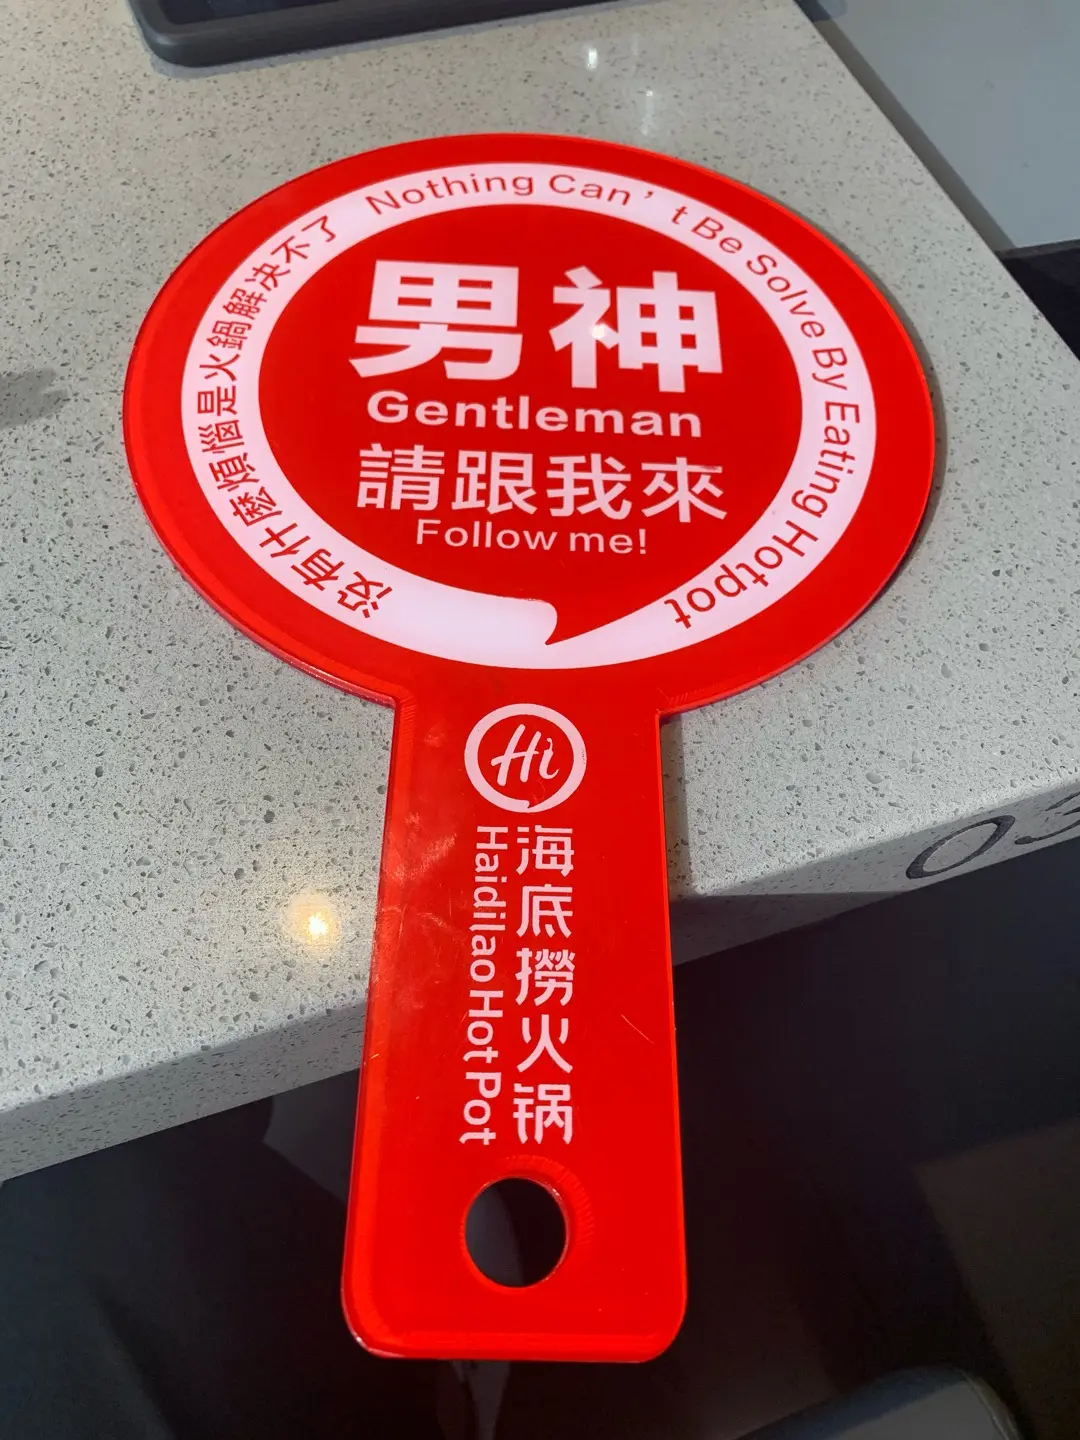 沒有什麼煩惱是火鍋解決不了 Nothing Can't Be Solve By Eating Hotpot
男神
Gentleman
請跟我來
Follow me!
Hi
海底撈火锅
Haidilao Hot Pot
03